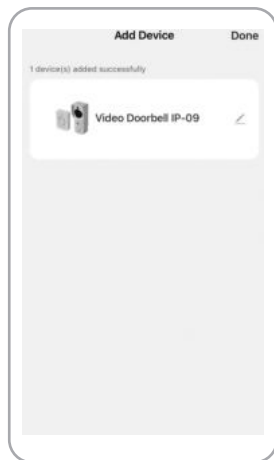 Add Device Done
1 device(s) added successfully
Video Doorbell IP-09